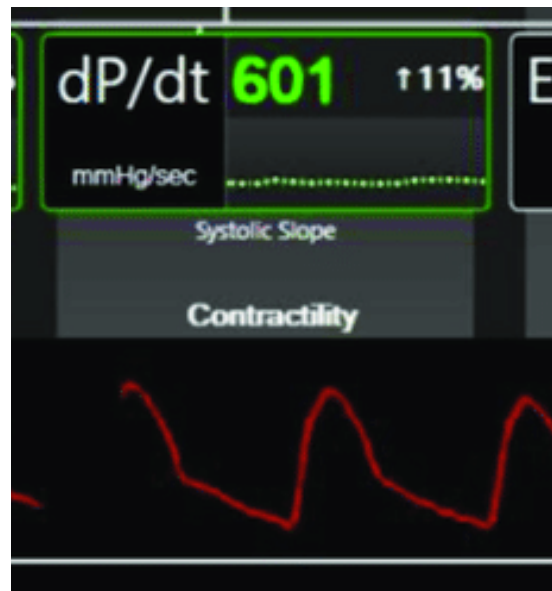 dP/dt 601 ↑11% E
mmHg/sec
Systolic Slope
Contractility